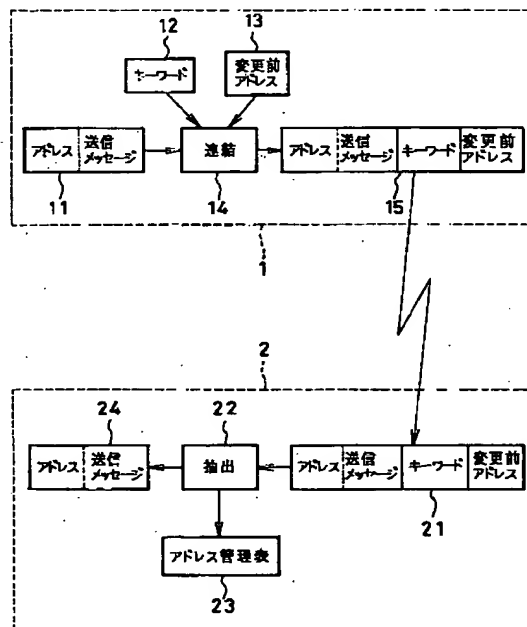 12
13
キーワード
変更前
アドレス
アドレス
送信
メッセージ
連結
アドレス
送信
メッセージ
キーワード
変更前
アドレス
11
14
15
1
2
24
22
アドレス
送信
メッセージ
抽出
アドレス
送信
メッセージ
キーワード
変更前
アドレス
21
アドレス管理表
23